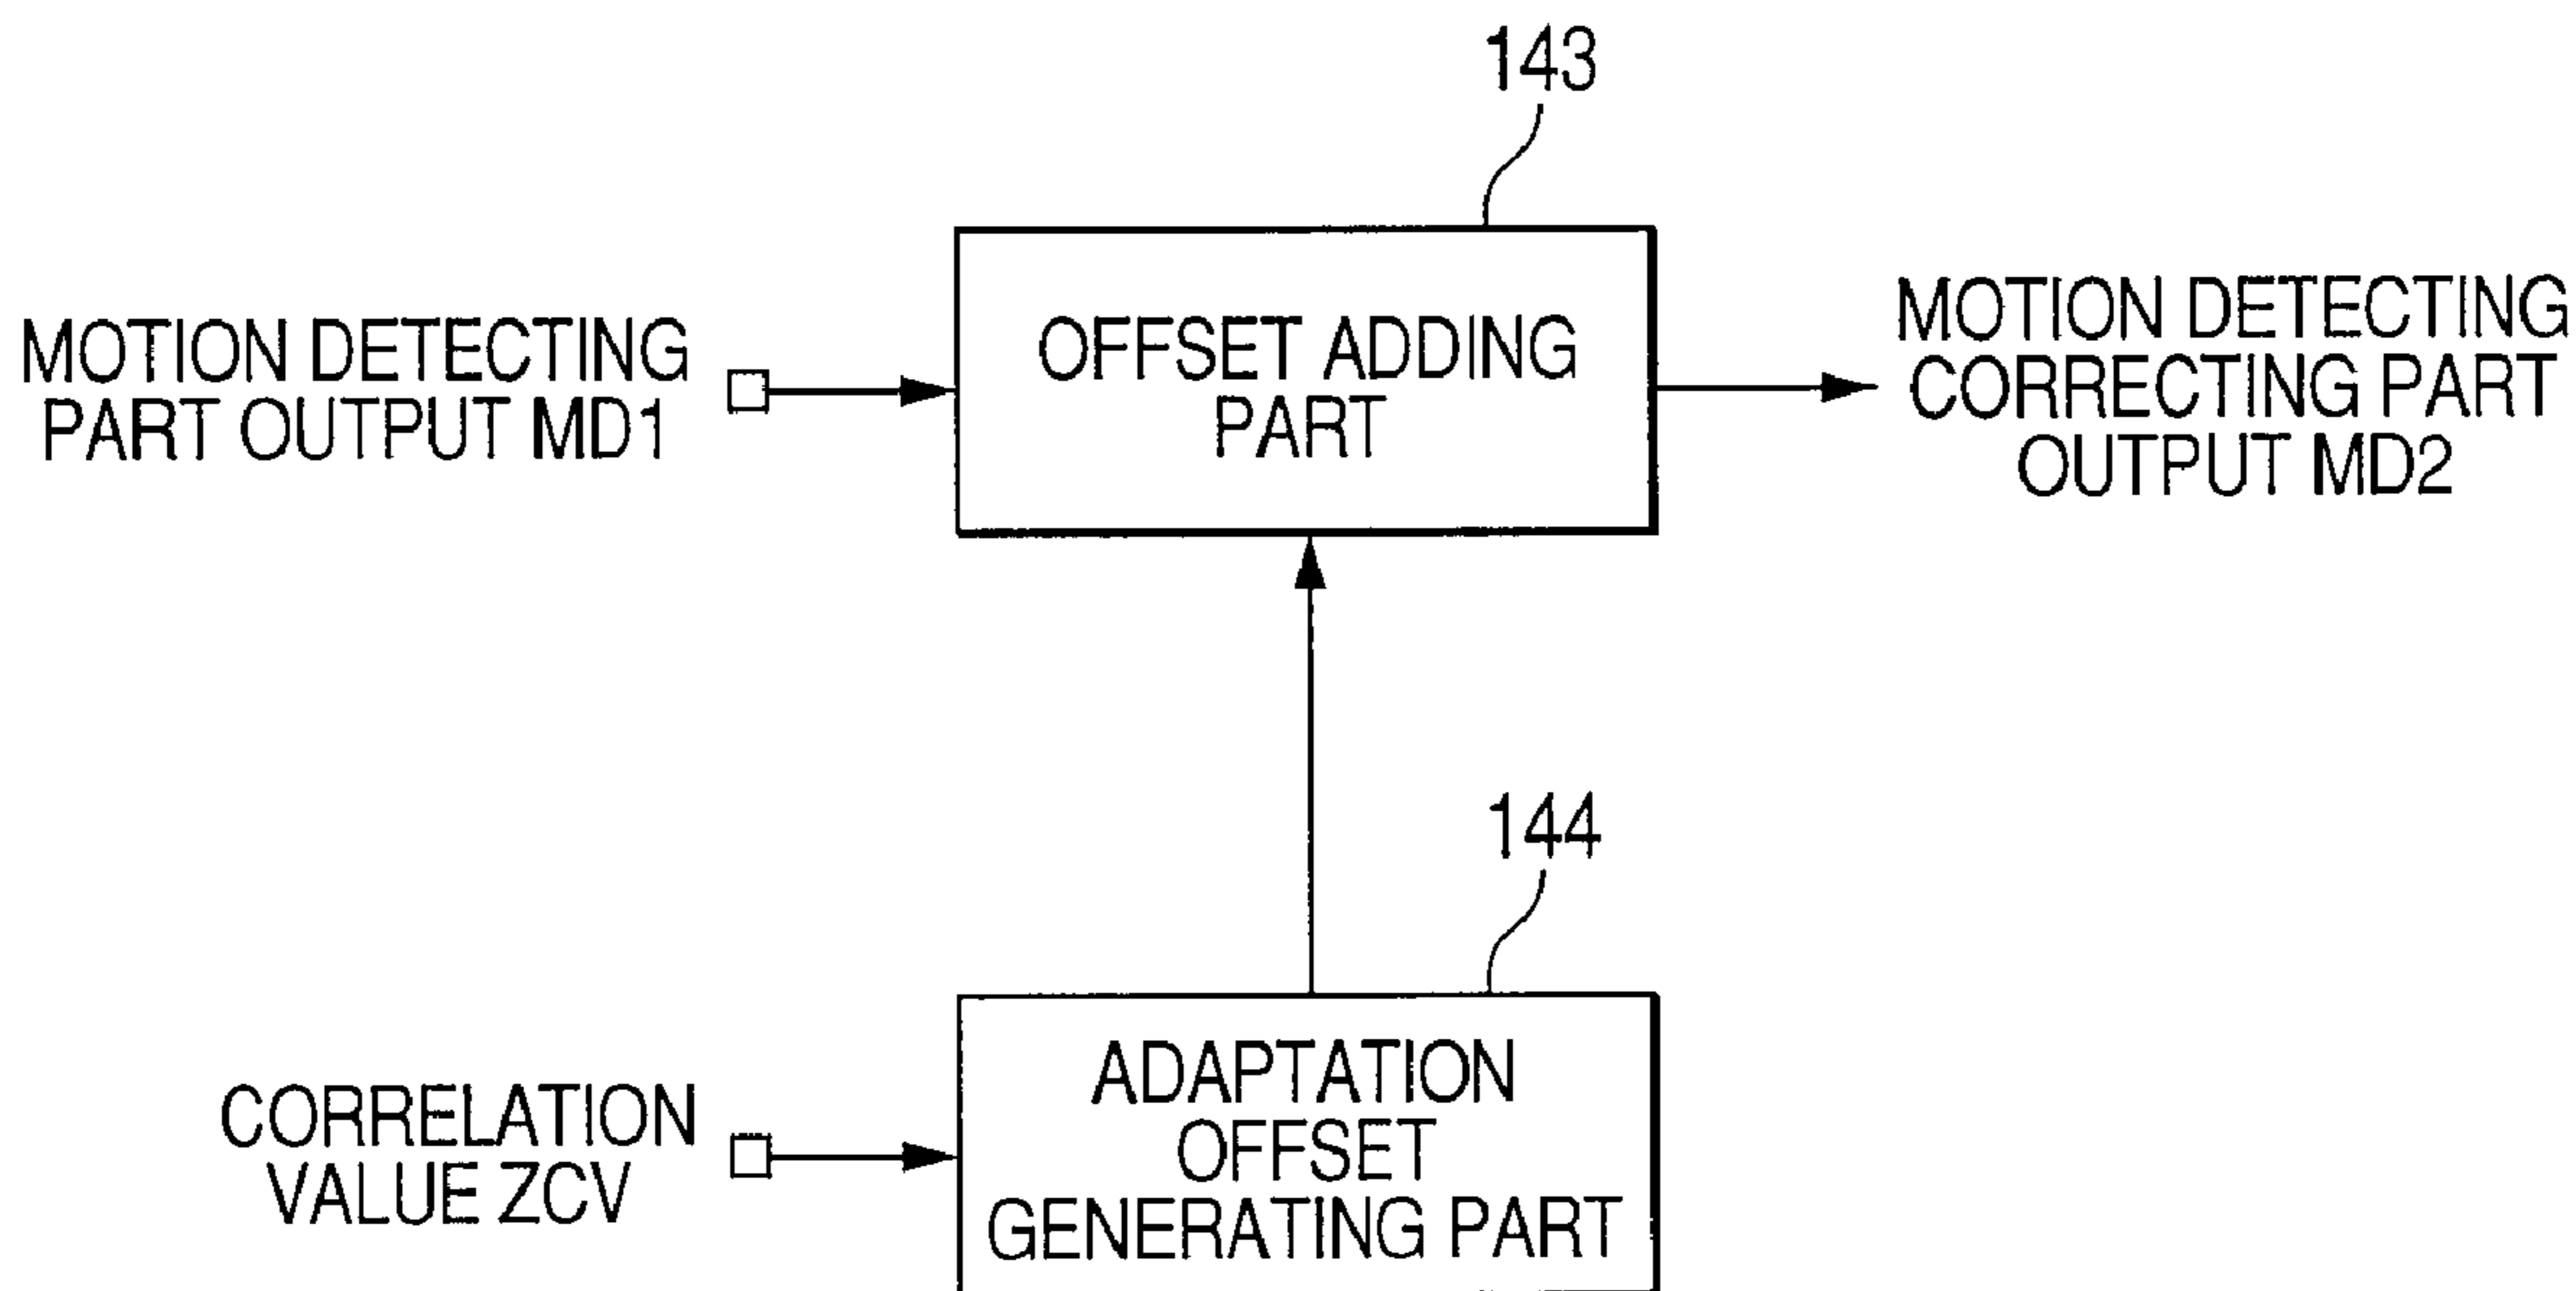 143
MOTION DETECTING
PART OUTPUT MD1
OFFSET ADDING
PART
MOTION DETECTING
CORRECTING PART
OUTPUT MD2
144
CORRELATION
VALUE ZCV
ADAPTATION
OFFSET
GENERATING PART